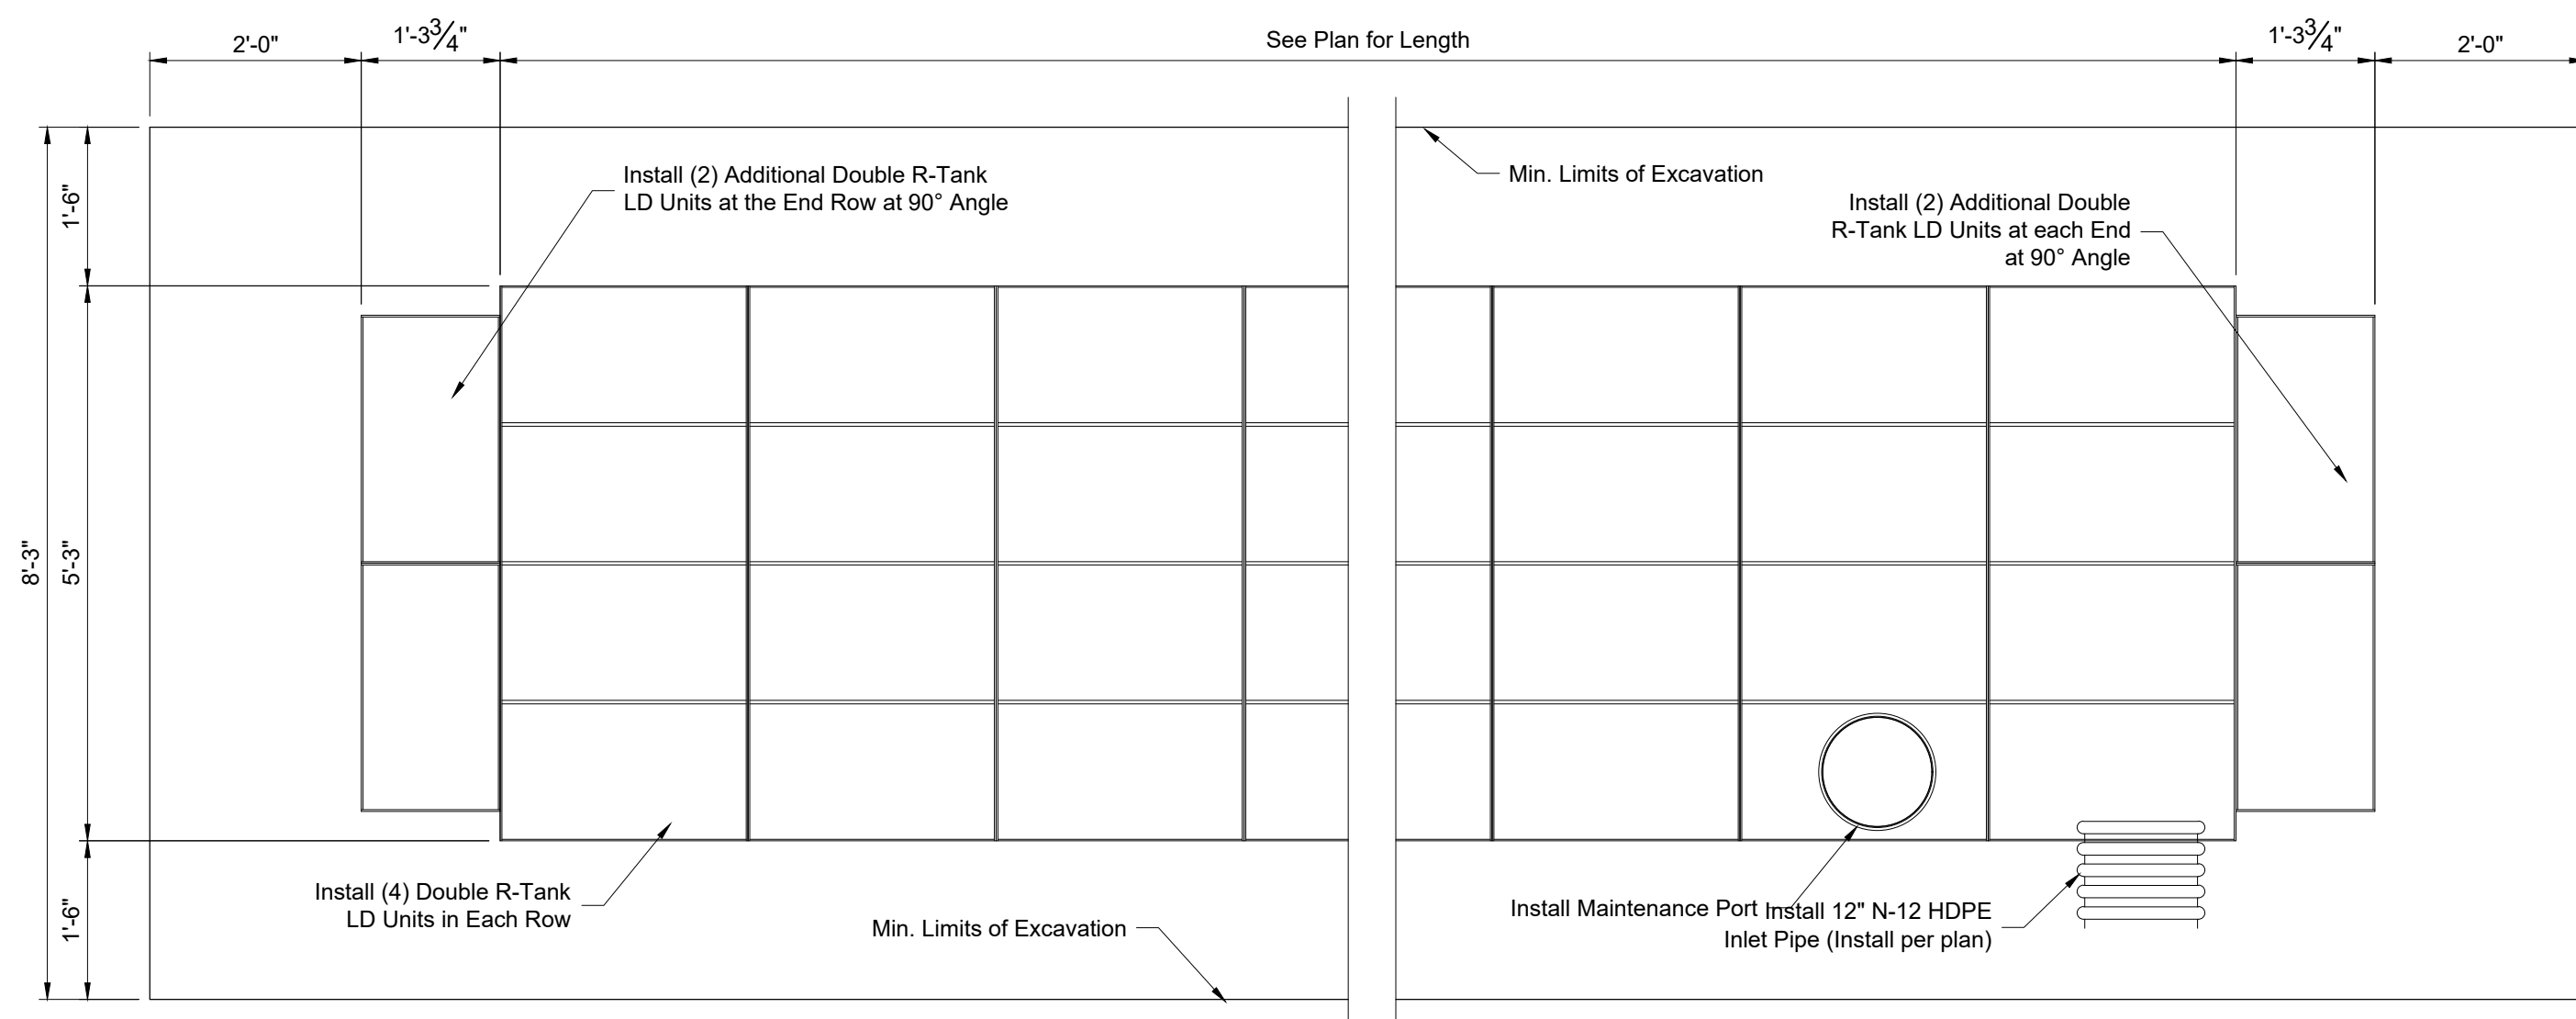 2'-0"
1'-3 3/4"
See Plan for Length
1'-3 3/4"
2'-0"
Install (2) Additional Double R-Tank
LD Units at the End Row at 90° Angle
Min. Limits of Excavation
Install (2) Additional Double
R-Tank LD Units at each End
at 90° Angle
1'-6"
8'-3"
5'-3"
1'-6"
Install (4) Double R-Tank
LD Units in Each Row
Min. Limits of Excavation
Install Maintenance Port
Install 12" N-12 HDPE
Inlet Pipe (Install per plan)